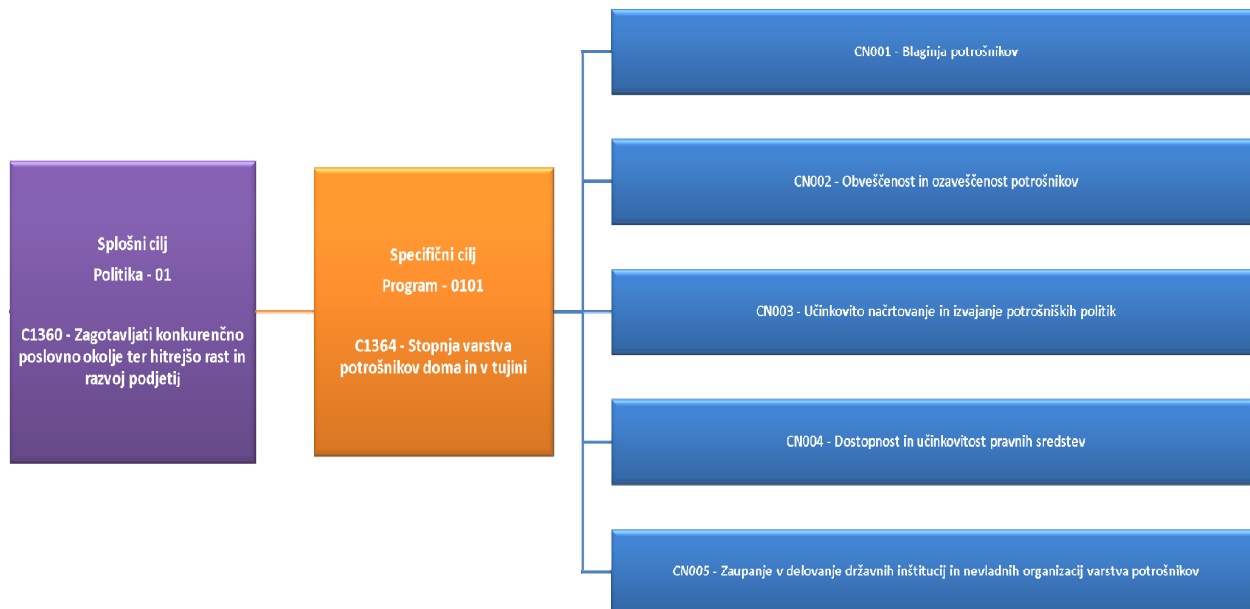 Splošni cilj
Politika - 01
C1360 - Zagotavljati konkurenčno
poslovno okolje ter hitrejšo rast in
razvoj podjetij
Specifični cilj
Program - 0101
C1364 - Stopnja varstva
potrošnikov doma in v tujini
CN001 - Blaginja potrošnikov
CN002 - Obveščenost in ozaveščenost potrošnikov
CN003 - Učinkovito načrtovanje in izvajanje potrošniških politik
CN004 - Dostopnost in učinkovitost pravnih sredstev
CN005 - Zaupanje v delovanje državnih inštitucij in nevladnih organizacij varstva potrošnikov